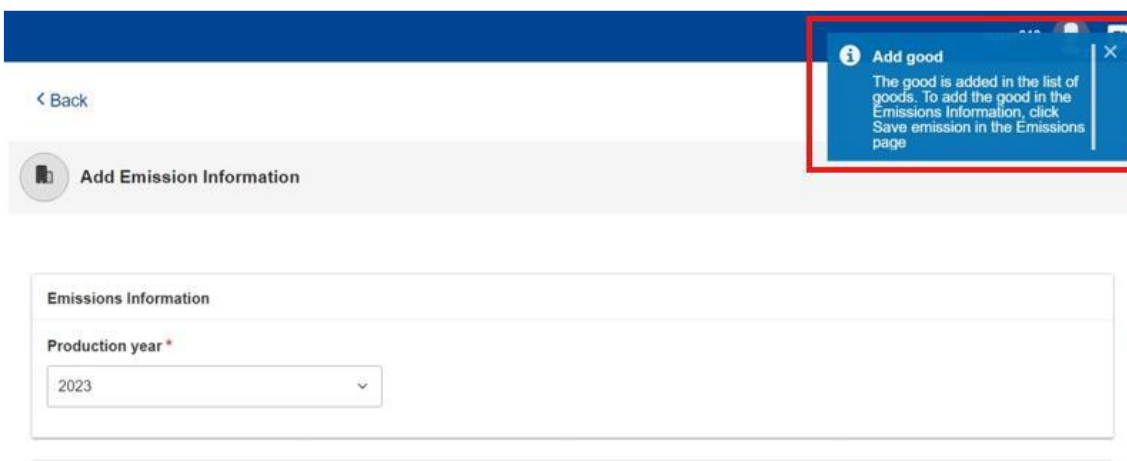 Add good
The good is added in the list of
goods. To add the good in the
Emissions Information, click
Save emission in the Emissions
page
Back
Add Emission Information
Emissions Information
Production year *
2023